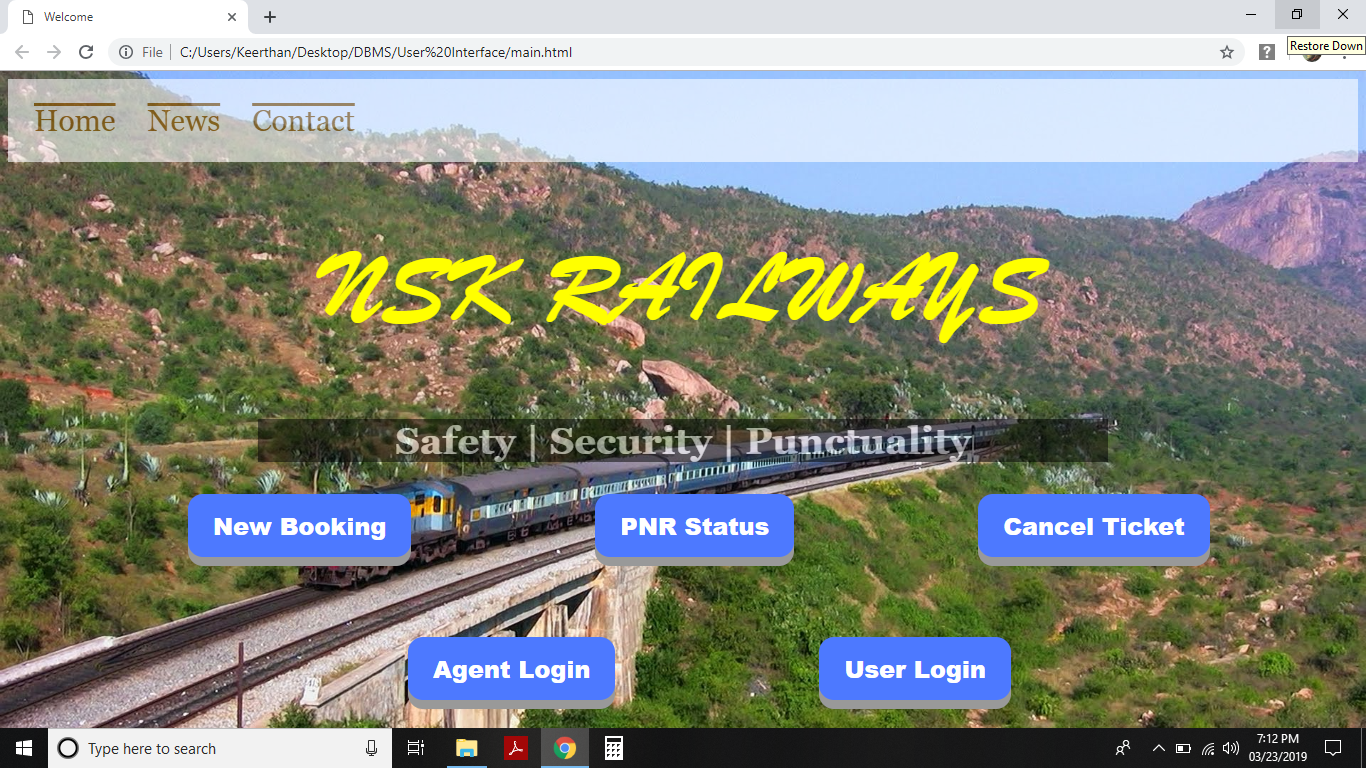 Welcome
File
C:/Users/Keerthan/Desktop/DBMS/User%20Interface/main.html
Restore Down
Home News Contact
NSK RAILWAYS
Safety | Security | Punctuality
New Booking PNR Status Cancel Ticket
Agent Login User Login
Type here to search
7:12 PM
03/23/2019